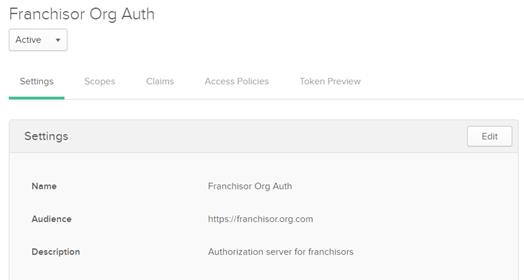 Franchisor Org Auth
Active
Settings Scopes Claims Access Policies Token Preview
Settings Edit
Name Franchisor Org Auth
Audience https://franchisor.org.com
Description Authorization server for franchisors